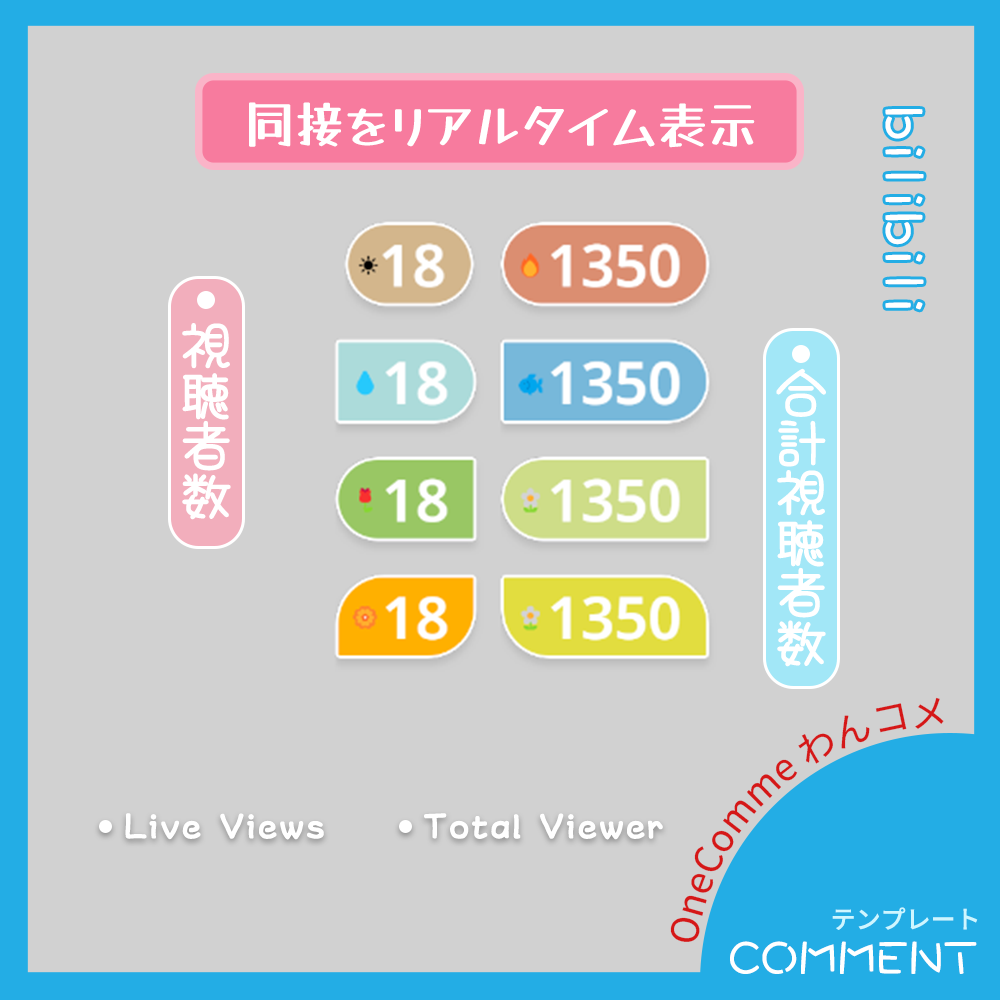 同接をリアルタイム表示
bilibili
視聴者数
18 1350
18 1350
18 1350
18 1350
合計視聴者数
•Live Views
•Total Viewer
OneComme わんコメ
テンプレート
COMMENT